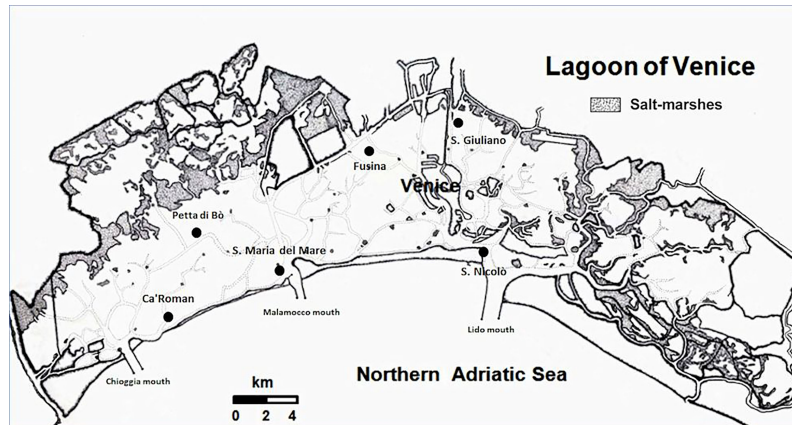 Lagoon of Venice
Salt-marshes
S. Giuliano
Fusina
Venice
Petta di Bò
S. Maria del Mare
S. Nicolò
Ca'Roman
Malamocco mouth
Lido mouth
Chioggia mouth
Northern Adriatic Sea
km
0 2 4